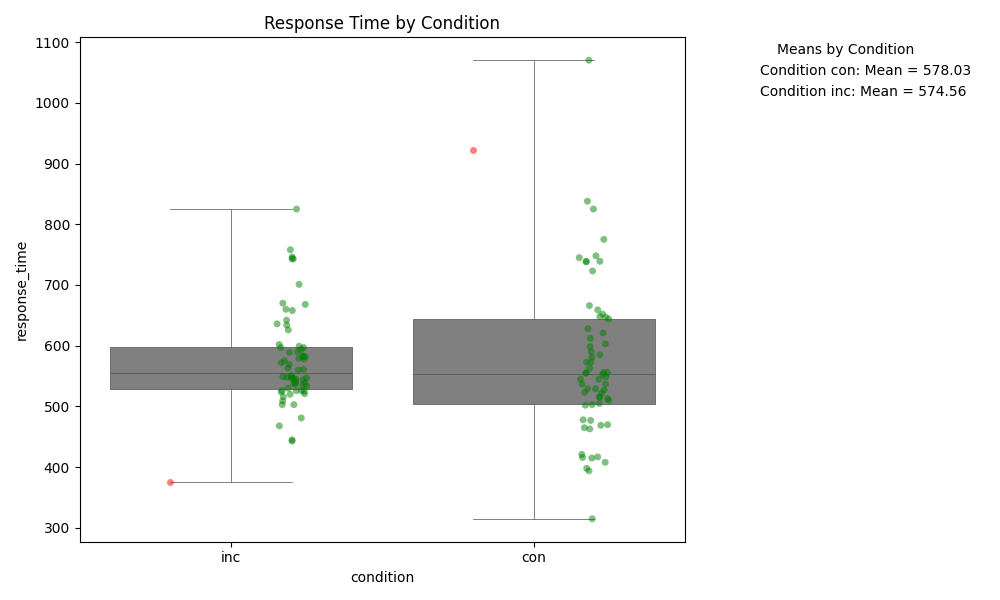 Response Time by Condition
Means by Condition
Condition con: Mean = 578.03
Condition inc: Mean = 574.56
1100
1000
900
800
700
600
500
400
300
response_time
inc
con
condition